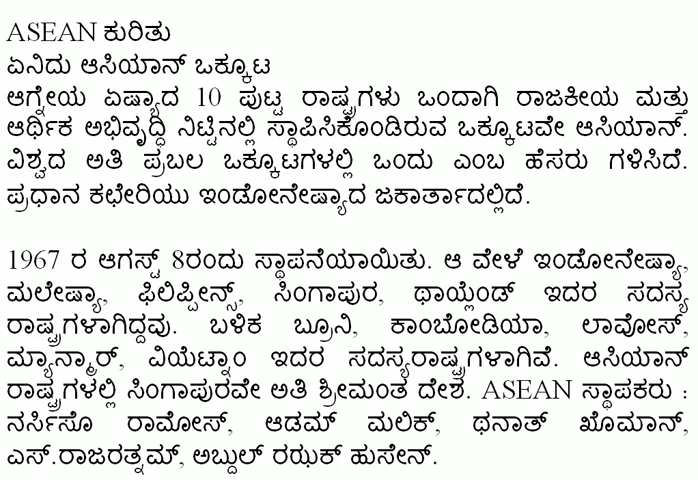 ASEAN ಕುರಿತು
ಏನಿದು ಆಸಿಯಾನ್ ಒಕ್ಕೂಟ
ಆಗ್ನೇಯ ಏಷ್ಯಾದ 10 ಪುಟ್ಟ ರಾಷ್ಟ್ರಗಳು ಒಂದಾಗಿ ರಾಜಕೀಯ ಮತ್ತು
ಆರ್ಥಿಕ ಅಭಿವೃದ್ಧಿ ನಿಟ್ಟಿನಲ್ಲಿ ಸ್ಥಾಪಿಸಿಕೊಂಡಿರುವ ಒಕ್ಕೂಟವೇ ಆಸಿಯಾನ್.
ವಿಶ್ವದ ಅತಿ ಪ್ರಬಲ ಒಕ್ಕೂಟಗಳಲ್ಲಿ ಒಂದು ಎಂಬ ಹೆಸರು ಗಳಿಸಿದೆ.
ಪ್ರಧಾನ ಕಛೇರಿಯು ಇಂಡೋನೇಷ್ಯಾದ ಜಕಾರ್ತಾದಲ್ಲಿದೆ.
1967 ರ ಆಗಸ್ಟ್ 8ರಂದು ಸ್ಥಾಪನೆಯಾಯಿತು. ಆ ವೇಳೆ ಇಂಡೋನೇಷ್ಯಾ,
ಮಲೇಷ್ಯಾ, ಫಿಲಿಪ್ಪೀನ್ಸ್, ಸಿಂಗಾಪುರ, ಥಾಯ್ಲೆಂಡ್ ಇದರ ಸದಸ್ಯ
ರಾಷ್ಟ್ರಗಳಾಗಿದ್ದವು. ಬಳಿಕ ಬ್ರೂನಿ, ಕಾಂಬೋಡಿಯಾ, ಲಾವೋಸ್,
ಮ್ಯಾನ್ಮಾರ್, ವಿಯೆಟ್ನಾಂ ಇದರ ಸದಸ್ಯರಾಷ್ಟ್ರಗಳಾಗಿವೆ. ಆಸಿಯಾನ್
ರಾಷ್ಟ್ರಗಳಲ್ಲಿ ಸಿಂಗಾಪುರವೇ ಅತಿ ಶ್ರೀಮಂತ ದೇಶ. ASEAN ಸ್ಥಾಪಕರು :
ನರ್ಸಿಸೊ ರಾಮೋಸ್, ಆಡಮ್ ಮಲಿಕ್, ಥನಾತ್ ಖೊಮಾನ್,
ಎಸ್.ರಾಜರತ್ನಮ್, ಅಬ್ದುಲ್ ರಝಕ್ ಹುಸೇನ್.